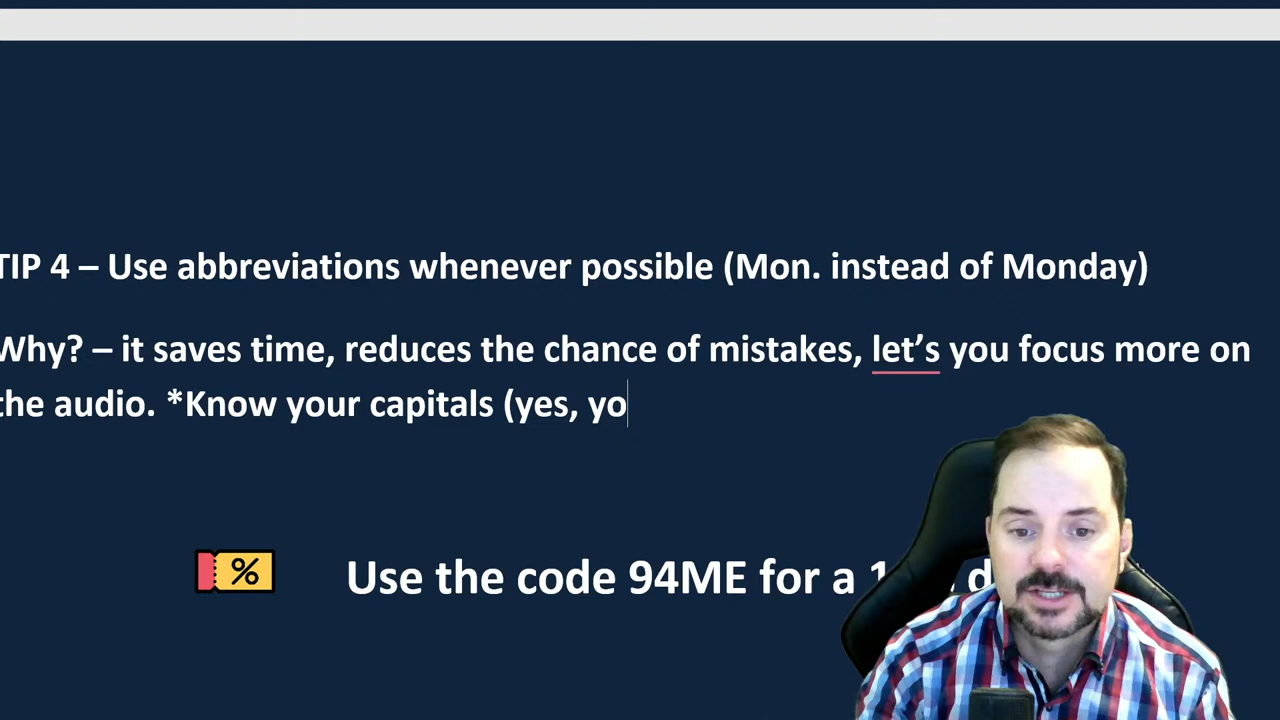 TIP 4 – Use abbreviations whenever possible (Mon. instead of Monday)
Why? – it saves time, reduces the chance of mistakes, let’s you focus more on
the audio. *Know your capitals (yes, yo
%
Use the code 94ME for a